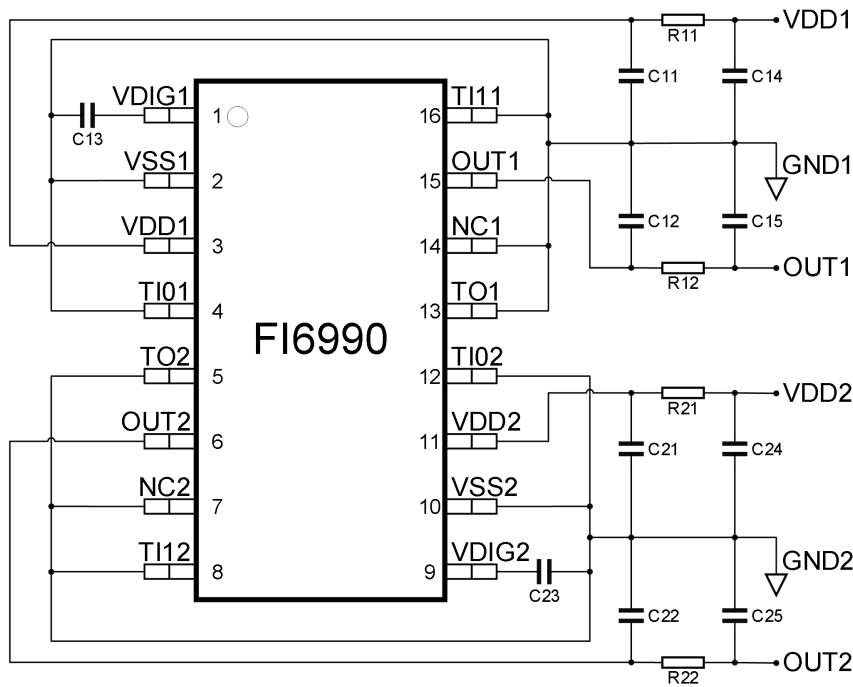 VDD1
R11
C11
C14
VDIG1
1
16
TI11
C13
VSS1
2
15
OUT1
GND1
C12
C15
VDD1
3
14
NC1
R12
OUT1
TI01
4
13
TO1
FI6990
TO2
5
12
TI02
VDD2
R21
OUT2
6
11
VDD2
C21
C24
NC2
7
10
VSS2
TI12
8
9
VDIG2
C23
GND2
C22
C25
R22
OUT2